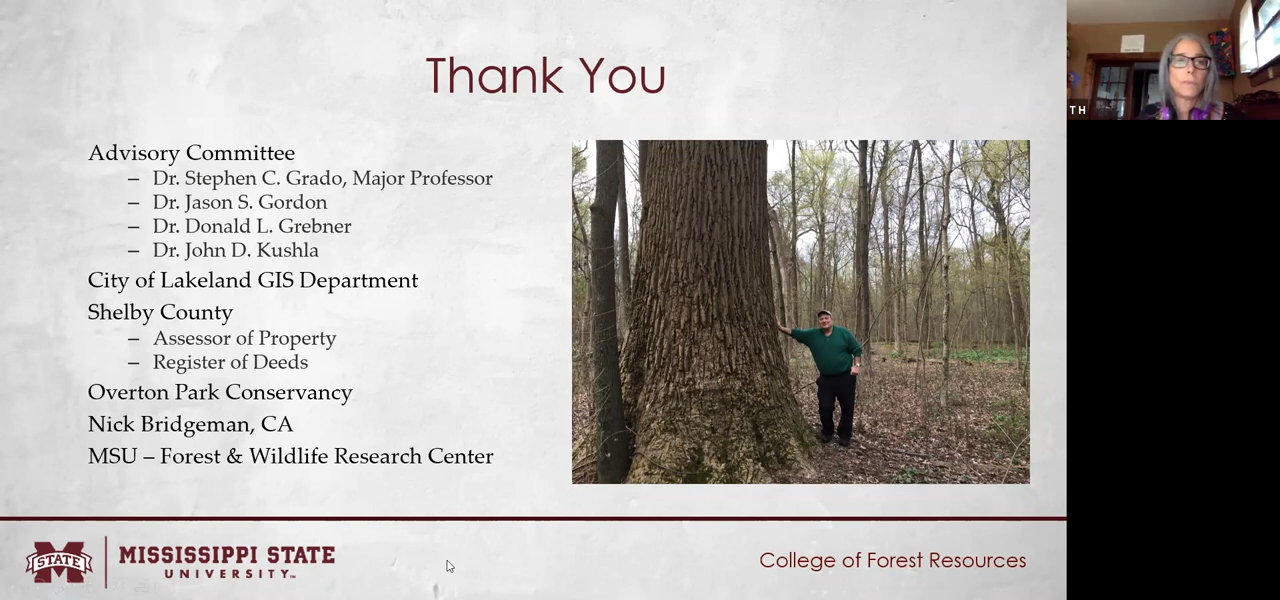 Thank You
Advisory Committee
– Dr. Stephen C. Grado, Major Professor
– Dr. Jason S. Gordon
– Dr. Donald L. Grebner
– Dr. John D. Kushla
City of Lakeland GIS Department
Shelby County
– Assessor of Property
– Register of Deeds
Overton Park Conservancy
Nick Bridgeman, CA
MSU – Forest & Wildlife Research Center
STATE
MISSISSIPPI STATE
UNIVERSITY™
College of Forest Resources
TH